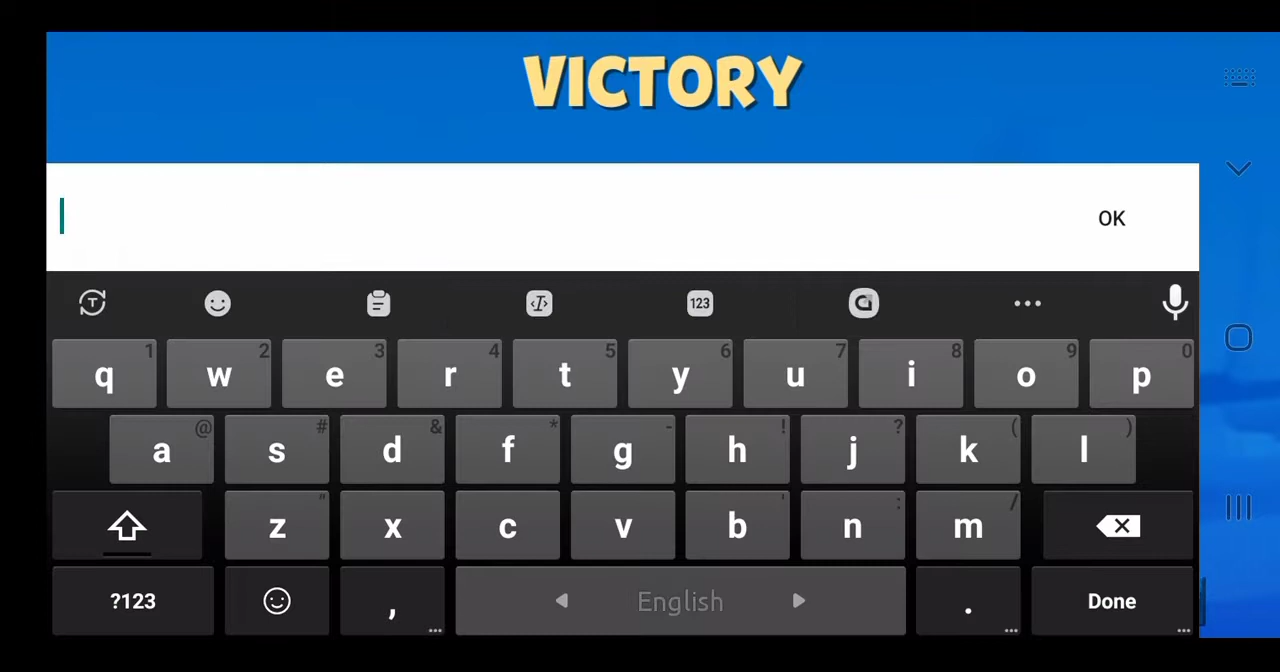 VICTORY
OK
T 123
q 1 w 2 e 3 r 4 t 5 y 6 u 7 i 8 o 9 p 0
a @ s # d & f * g - h ! j ? k ( l )
z " x c v b ' n : m /
?123 , ... English . ... Done ...